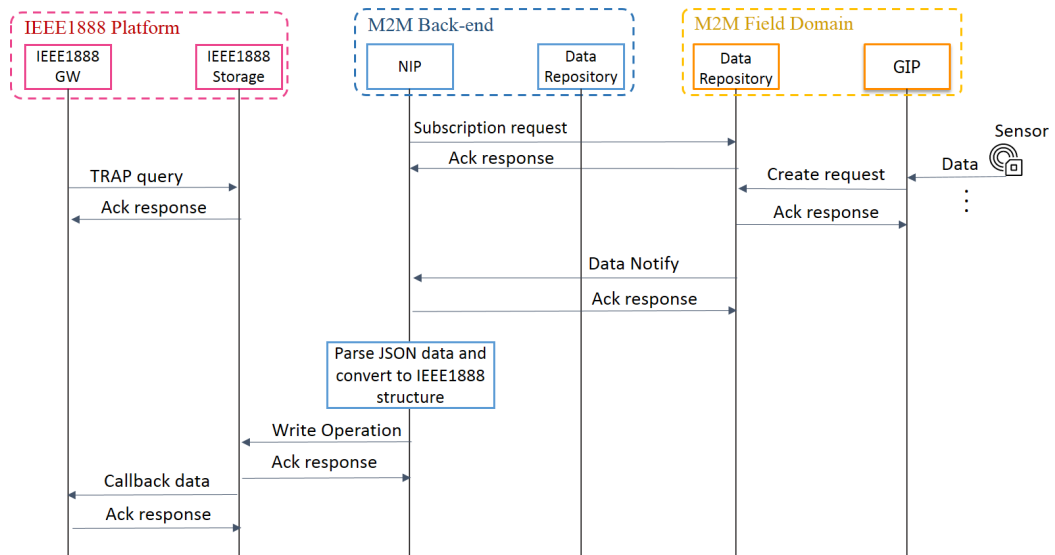 IEEE1888 Platform
M2M Back-end
M2M Field Domain
IEEE1888
GW
IEEE1888
Storage
NIP
Data
Repository
Data
Repository
GIP
Sensor
Subscription request
Ack response
Data
TRAP query
Create request
Ack response
Ack response
Data Notify
Ack response
Parse JSON data and
convert to IEEE1888
structure
Write Operation
Ack response
Callback data
Ack response